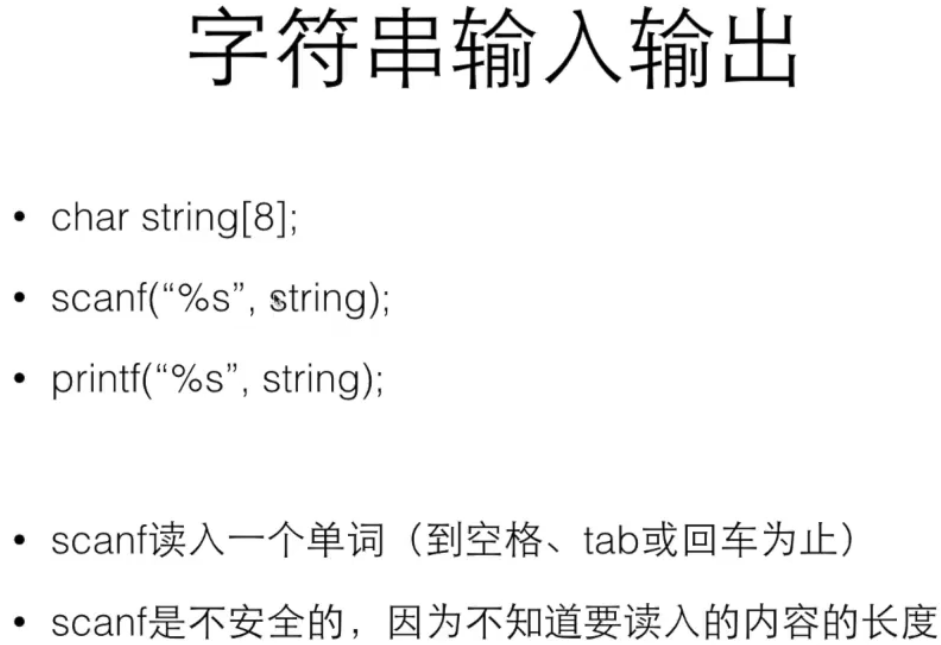 字符串输入输出
• char string[8];
• scanf(“%s”, string);
• printf(“%s”, string);
• scanf读入一个单词（到空格、tab或回车为止）
• scanf是不安全的，因为不知道要读入的内容的长度